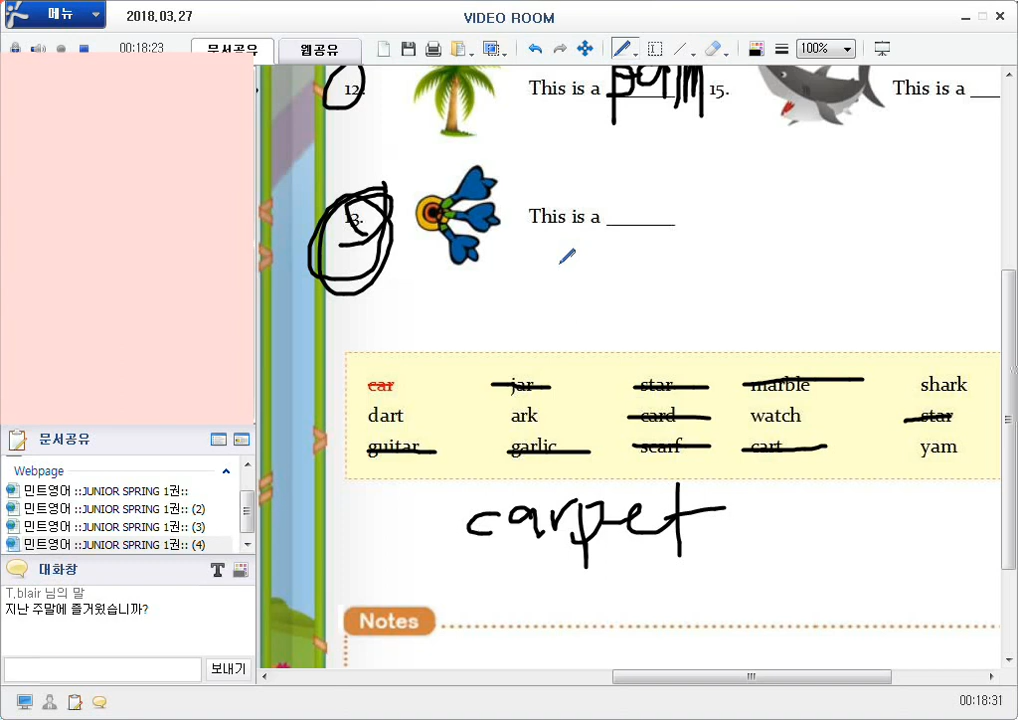 메뉴 2018.03.27 VIDEO ROOM
00:18:23 문서공유 웹공유 100%
12. This is a palm 15. This is a ___
13. This is a _______
car jar star marble shark
dart ark card watch star
guitar garlic scarf cart yam
carpet
Notes
문서공유
Webpage
민트영어 ::JUNIOR SPRING 1권::
민트영어 ::JUNIOR SPRING 1권:: (2)
민트영어 ::JUNIOR SPRING 1권:: (3)
민트영어 ::JUNIOR SPRING 1권:: (4)
대화창 T
T,blair 님의 말
지난 주말에 즐거웠습니까?
보내기
00:18:31